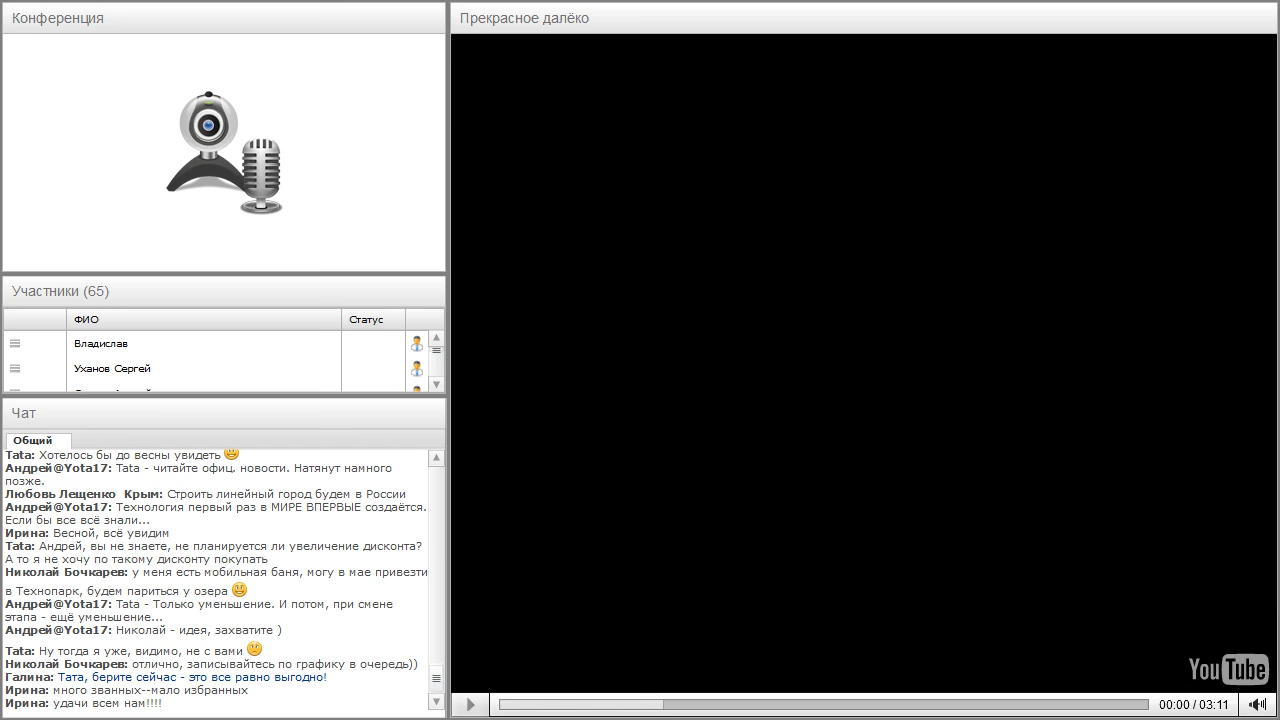 Конференция
Прекрасное далёко
Участники (65)
ФИО
Статус
Владислав
Уханов Сергей
Чат
Общий
Tata: Хотелось бы до весны увидеть
Андрей@Yota17: Tata - читайте офиц. новости. Натянут намного
позже.
Любовь Лещенко Крым: Строить линейный город будем в России
Андрей@Yota17: Технология первый раз в МИРЕ ВПЕРВЫЕ создаётся.
Если бы все всё знали...
Ирина: Весной, всё увидим
Tata: Андрей, вы не знаете, не планируется ли увеличение дисконта?
А то я не хочу по такому дисконту покупать
Николай Бочкарев: у меня есть мобильная баня, могу в мае привезти
в Технопарк, будем париться у озера
Андрей@Yota17: Tata - Только уменьшение. И потом, при смене
этапа - ещё уменьшение...
Андрей@Yota17: Николай - идея, захватите )
Tata: Ну тогда я уже, видимо, не с вами
Николай Бочкарев: отлично, записывайтесь по графику в очередь))
Галина: Тата, берите сейчас - это все равно выгодно!
Ирина: много званных--мало избранных
Ирина: удачи всем нам!!!!
YouTube
00:00 / 03:11